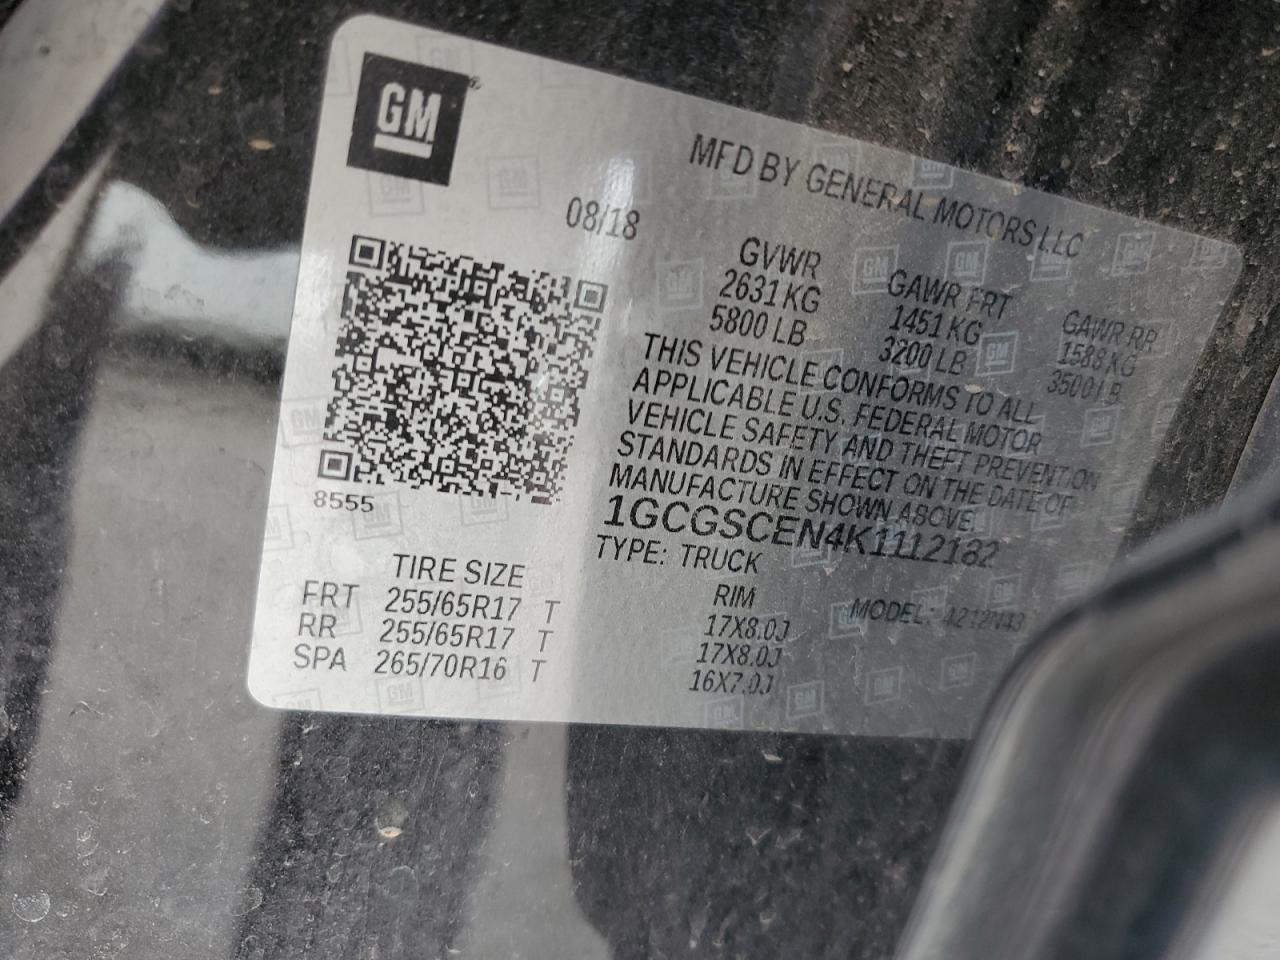 GM
MFD BY GENERAL MOTORS LLC
08/18
GVWR GAWR FRT GAWR RR
2631 KG 1451 KG 1588 KG
5800 LB 3200 LB 3500 LB
THIS VEHICLE CONFORMS TO ALL
APPLICABLE U.S. FEDERAL MOTOR
VEHICLE SAFETY AND THEFT PREVENTION
STANDARDS IN EFFECT ON THE DATE OF
MANUFACTURE SHOWN ABOVE.
8555
1GCGSCEN4K1112182
TYPE: TRUCK
TIRE SIZE RIM MODEL:
FRT 255/65R17 T 17X8.0J
RR 255/65R17 T 17X8.0J
SPA 265/70R16 T 16X7.0J